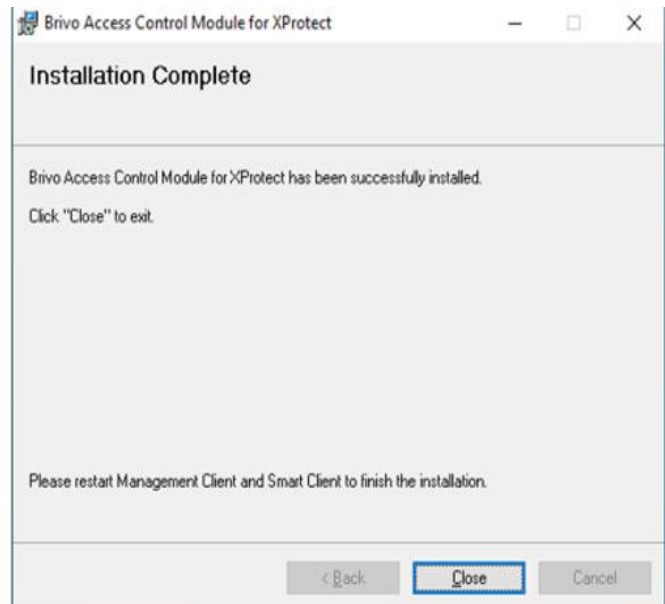 Brivo Access Control Module for XProtect
Installation Complete
Brivo Access Control Module for XProtect has been successfully installed.
Click "Close" to exit.
Please restart Management Client and Smart Client to finish the installation.
< Back Close Cancel